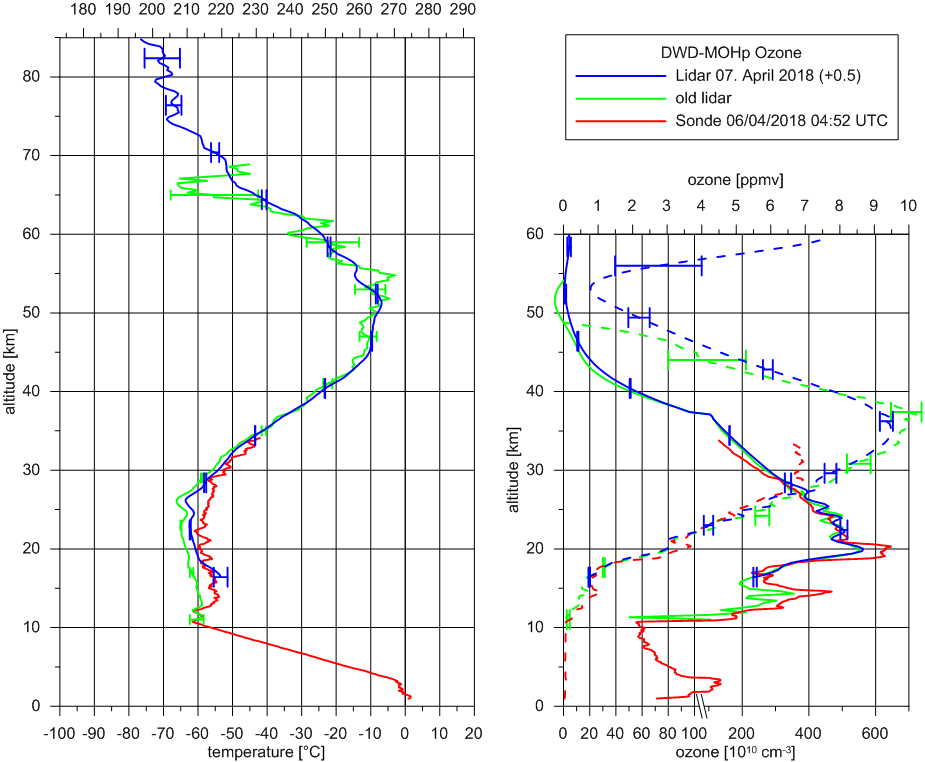 180 200 210 220 230 240 250 260 270 280 290
DWD-MOHp Ozone
Lidar 07. April 2018 (+0.5)
old lidar
Sonde 06/04/2018 04:52 UTC
80
70
60
50
40
30
20
10
0
altitude [km]
-100 -90 -80 -70 -60 -50 -40 -30 -20 -10 0 10 20
temperature [°C]
ozone [ppmv]
0 1 2 3 4 5 6 7 8 9 10
60
50
40
30
20
10
0
altitude [km]
0 20 40 60 80 100 200 400 600
ozone [10¹⁰ cm⁻³]